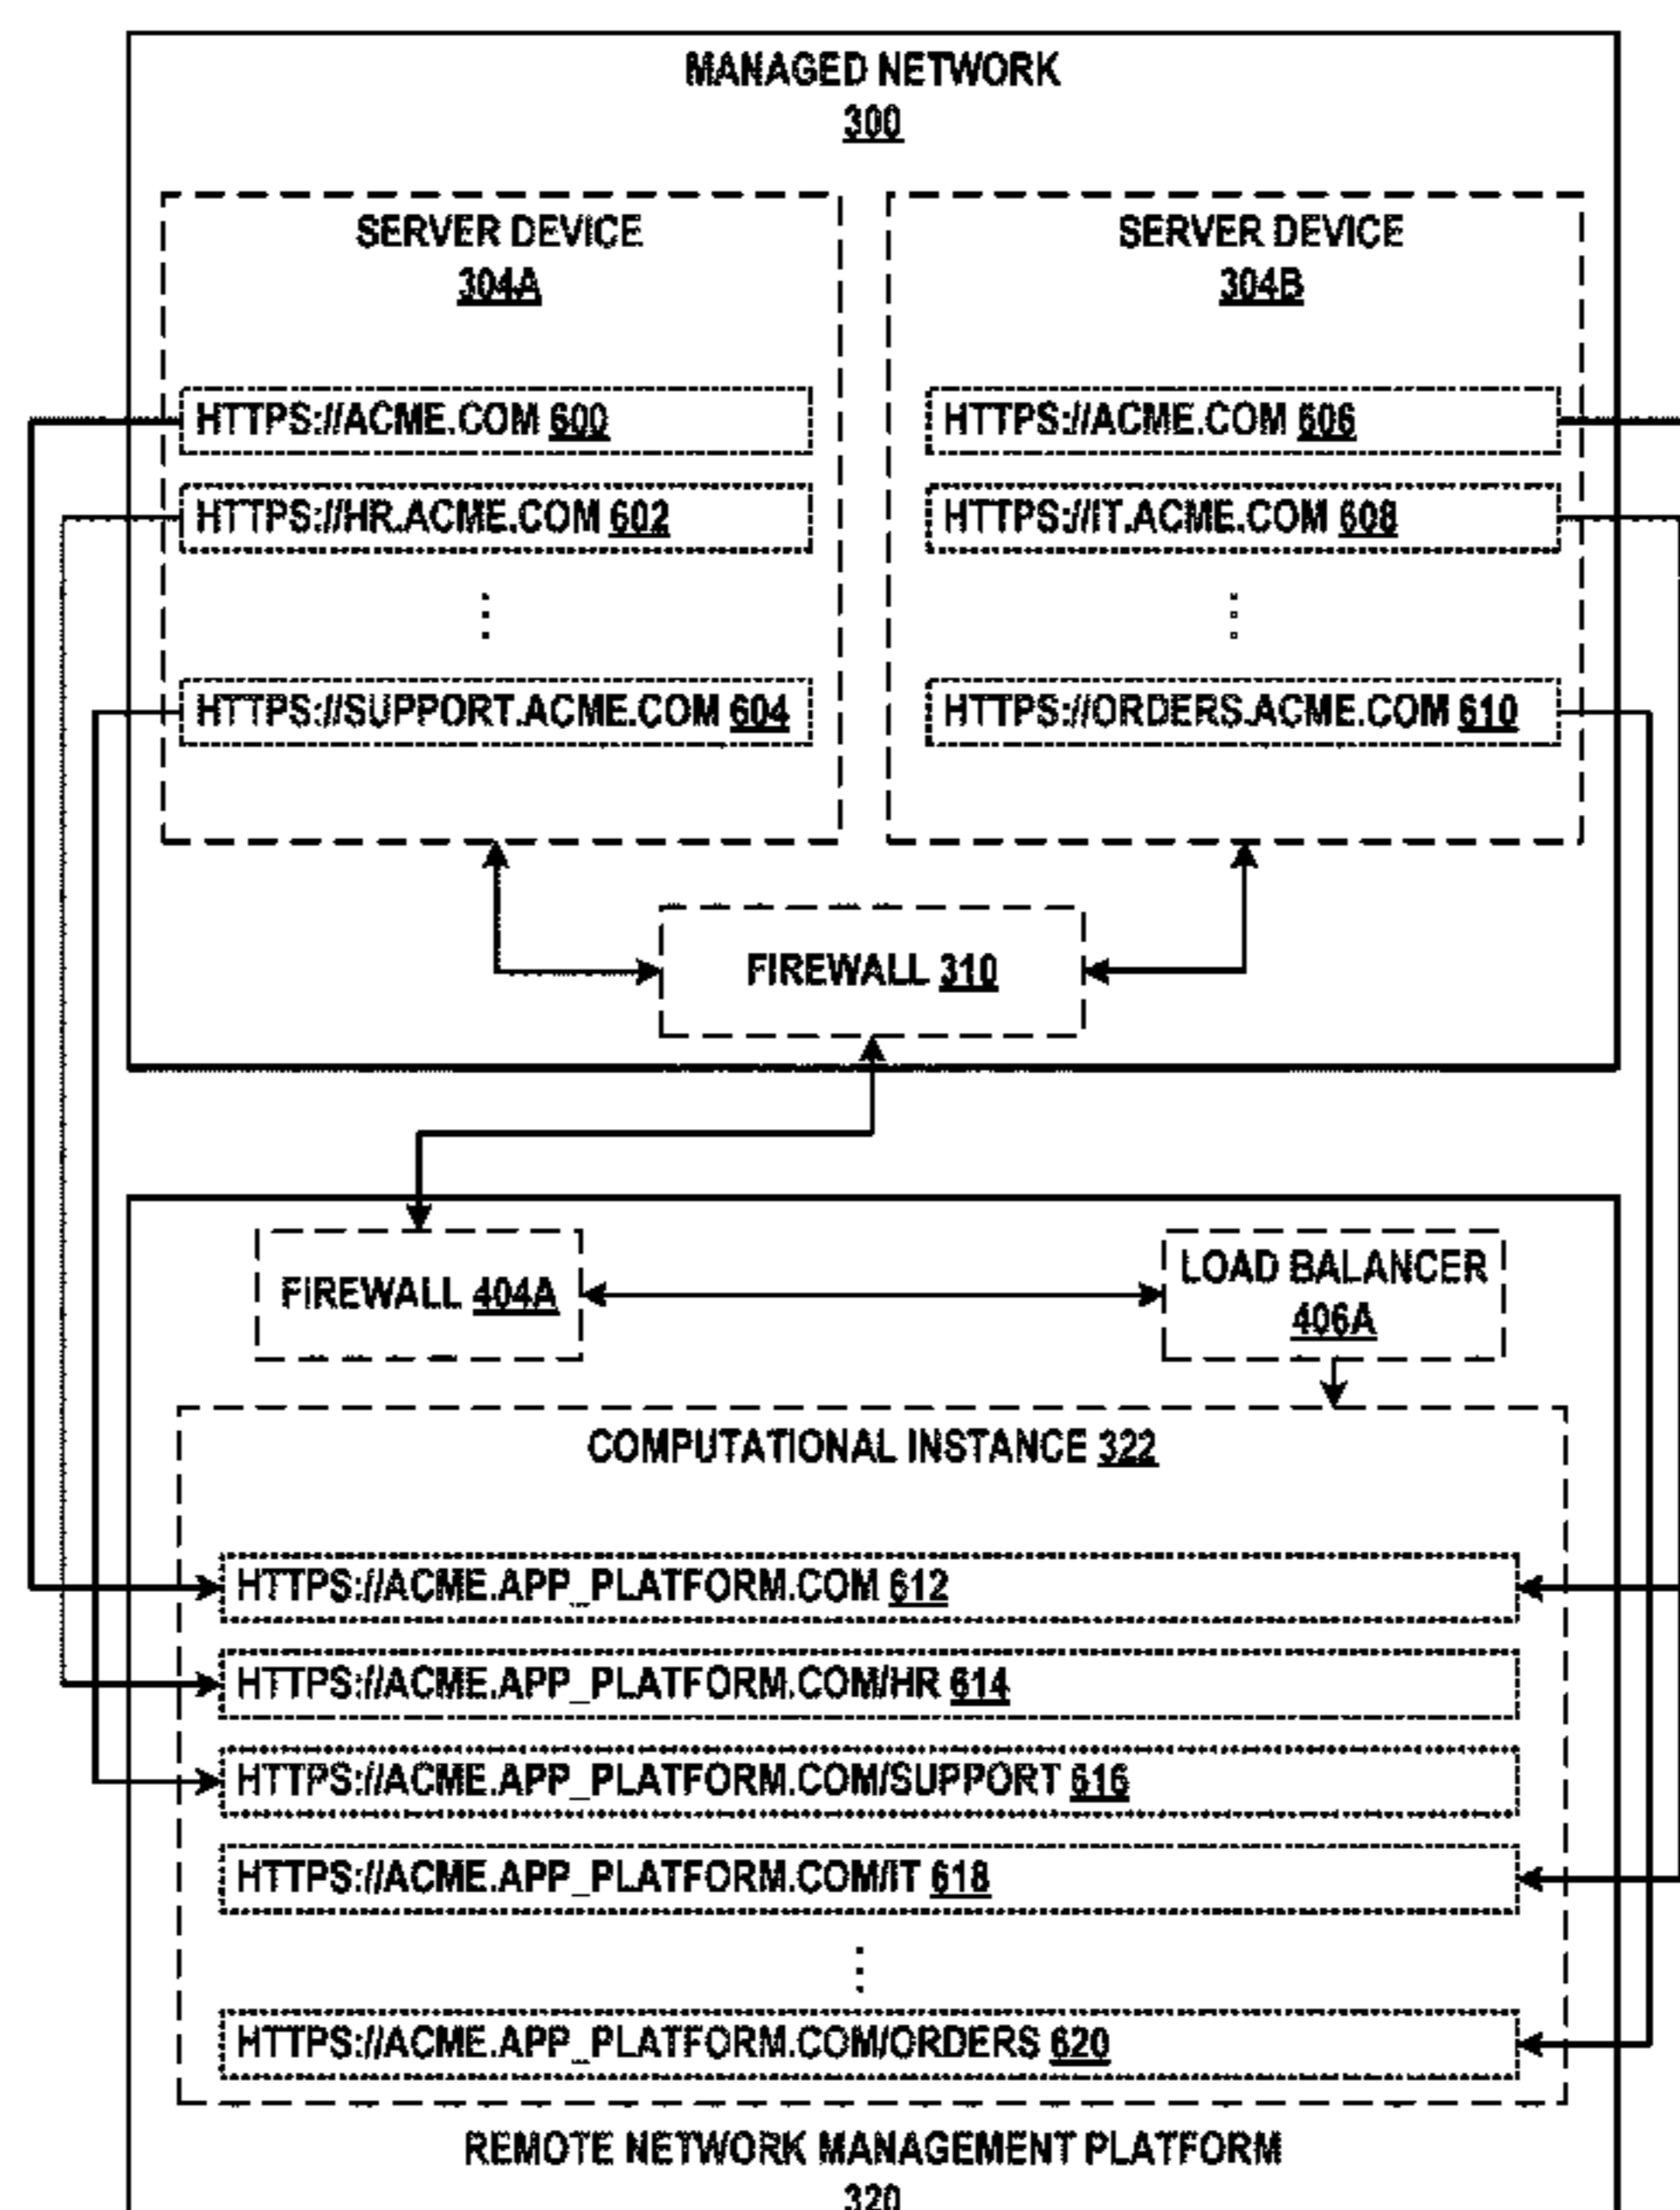 MANAGED NETWORK
300
SERVER DEVICE
304A
HTTPS://ACME.COM 600
HTTPS://HR.ACME.COM 602
HTTPS://SUPPORT.ACME.COM 604
SERVER DEVICE
304B
HTTPS://ACME.COM 606
HTTPS://IT.ACME.COM 608
HTTPS://ORDERS.ACME.COM 610
FIREWALL 310
FIREWALL 404A
LOAD BALANCER
406A
COMPUTATIONAL INSTANCE 322
HTTPS://ACME.APP_PLATFORM.COM 612
HTTPS://ACME.APP_PLATFORM.COM/HR 614
HTTPS://ACME.APP_PLATFORM.COM/SUPPORT 616
HTTPS://ACME.APP_PLATFORM.COM/IT 618
HTTPS://ACME.APP_PLATFORM.COM/ORDERS 620
REMOTE NETWORK MANAGEMENT PLATFORM
320